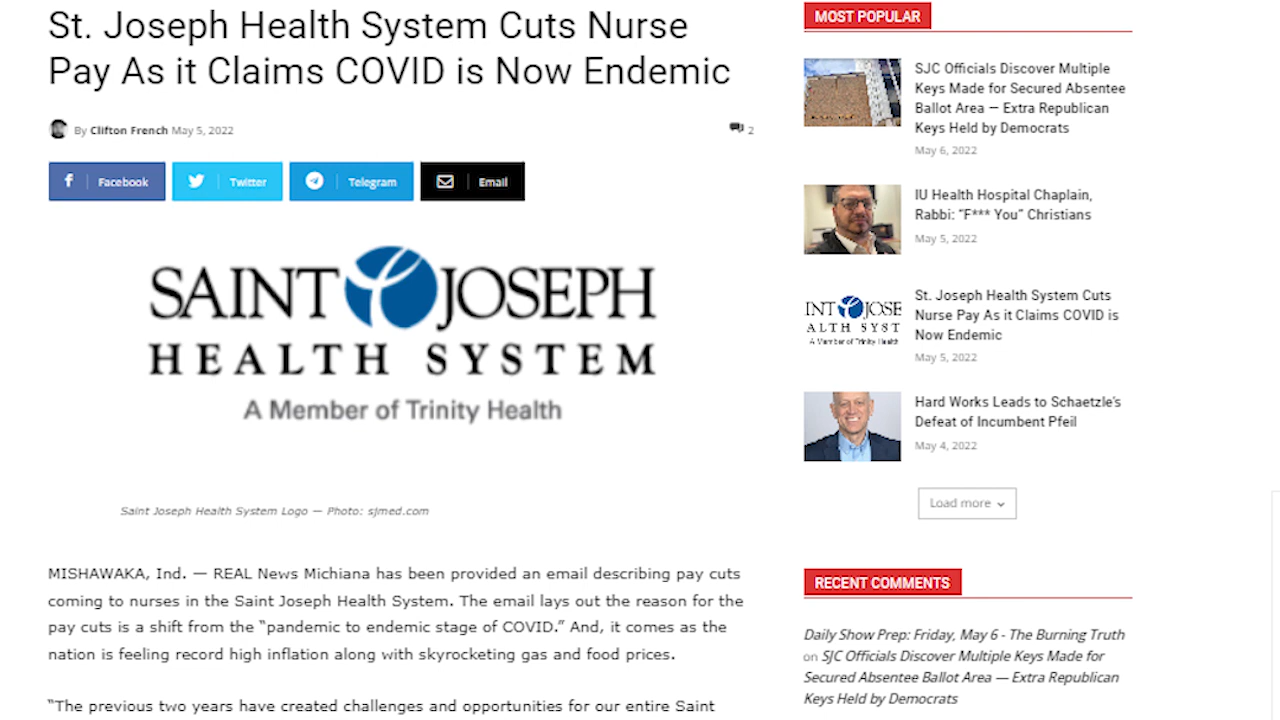 St. Joseph Health System Cuts Nurse
Pay As it Claims COVID is Now Endemic
By Clifton French May 5, 2022
2
Facebook
Twitter
Telegram
Email
SAINT JOSEPH
HEALTH SYSTEM
A Member of Trinity Health
Saint Joseph Health System Logo — Photo: sjmed.com
MISHAWAKA, Ind. — REAL News Michiana has been provided an email describing pay cuts
coming to nurses in the Saint Joseph Health System. The email lays out the reason for the
pay cuts is a shift from the “pandemic to endemic stage of COVID.” And, it comes as the
nation is feeling record high inflation along with skyrocketing gas and food prices.
“The previous two years have created challenges and opportunities for our entire Saint
MOST POPULAR
SJC Officials Discover Multiple
Keys Made for Secured Absentee
Ballot Area — Extra Republican
Keys Held by Democrats
May 6, 2022
IU Health Hospital Chaplain,
Rabbi: “F*** You” Christians
May 5, 2022
INT JOSE
ALTH SYST
A Member of Trinity Health
St. Joseph Health System Cuts
Nurse Pay As it Claims COVID is
Now Endemic
May 5, 2022
Hard Works Leads to Schaetzle’s
Defeat of Incumbent Pfeil
May 4, 2022
Load more
RECENT COMMENTS
Daily Show Prep: Friday, May 6 - The Burning Truth
on SJC Officials Discover Multiple Keys Made for
Secured Absentee Ballot Area — Extra Republican
Keys Held by Democrats